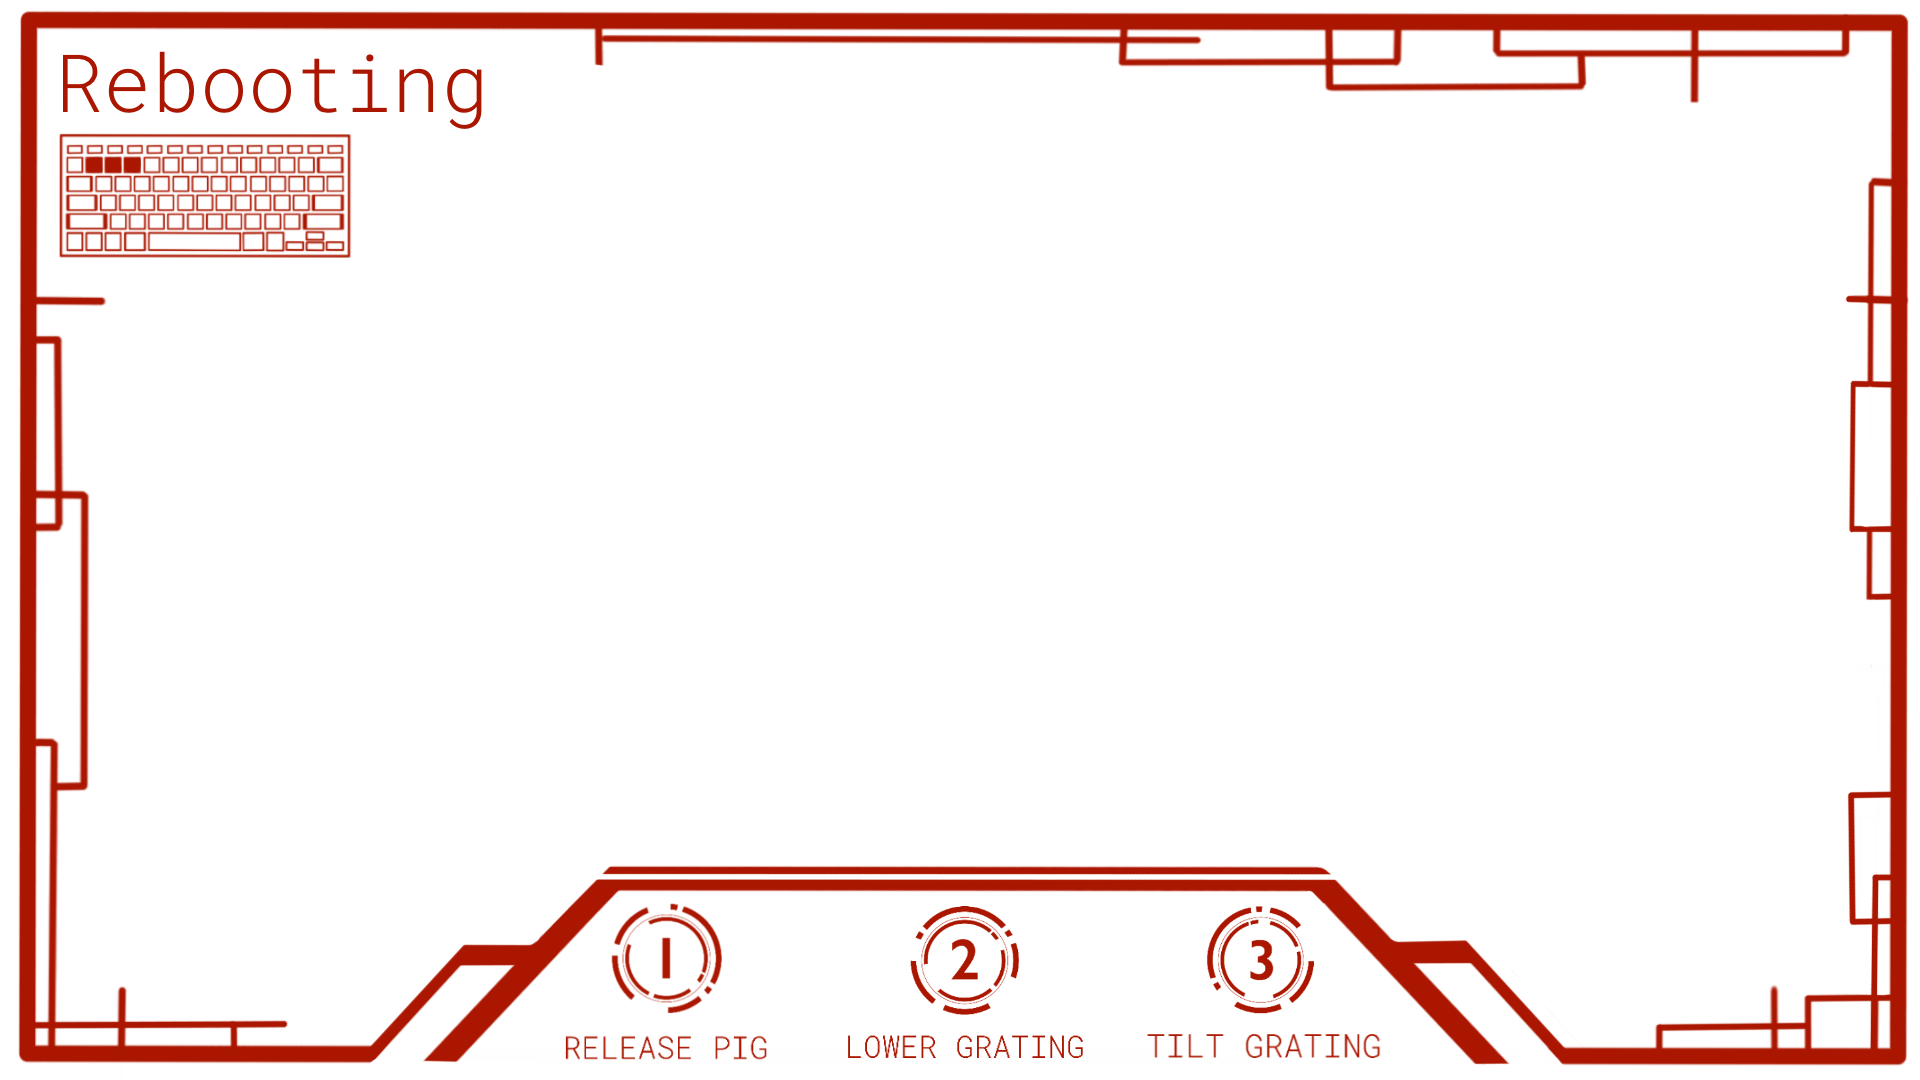 Rebooting
1
2
3
RELEASE PIG
LOWER GRATING
TILT GRATING